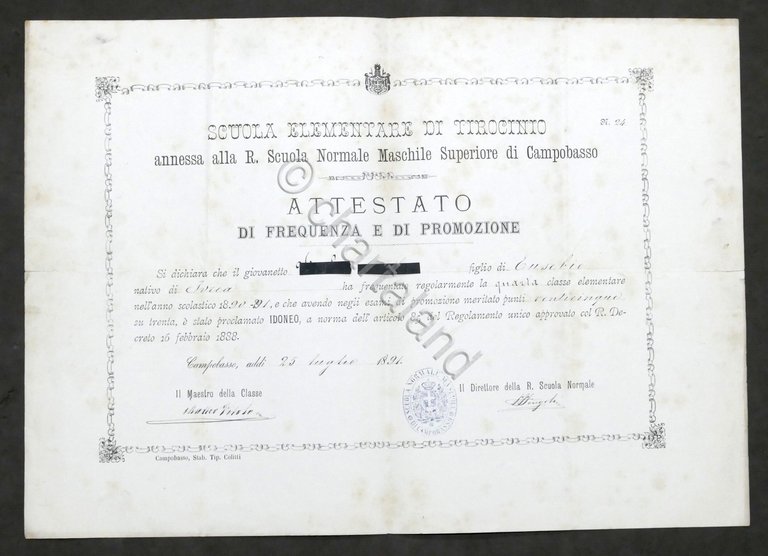 SCUOLA ELEMENTARE DI TIROCINIO
N. 24
annessa alla R. Scuola Normale Maschile Superiore di Campobasso
ATTESTATO
DI FREQUENZA E DI PROMOZIONE
Si dichiara che il giovanetto figlio di Eusebio
nativo di ha frequentato regolarmente la quarta classe elementare
nell'anno scolastico 1890-91, e che avendo negli esami di promozione meritato punti venticinque
su trenta, è stato proclamato IDONEO, a norma dell'articolo del Regolamento unico approvato col R. De-
creto 16 febbraio 1888.
Campobasso, addì 25 luglio 1891.
Il Maestro della Classe
Il Direttore della R. Scuola Normale
Campobasso, Stab. Tip. Colitti
© Chartaland